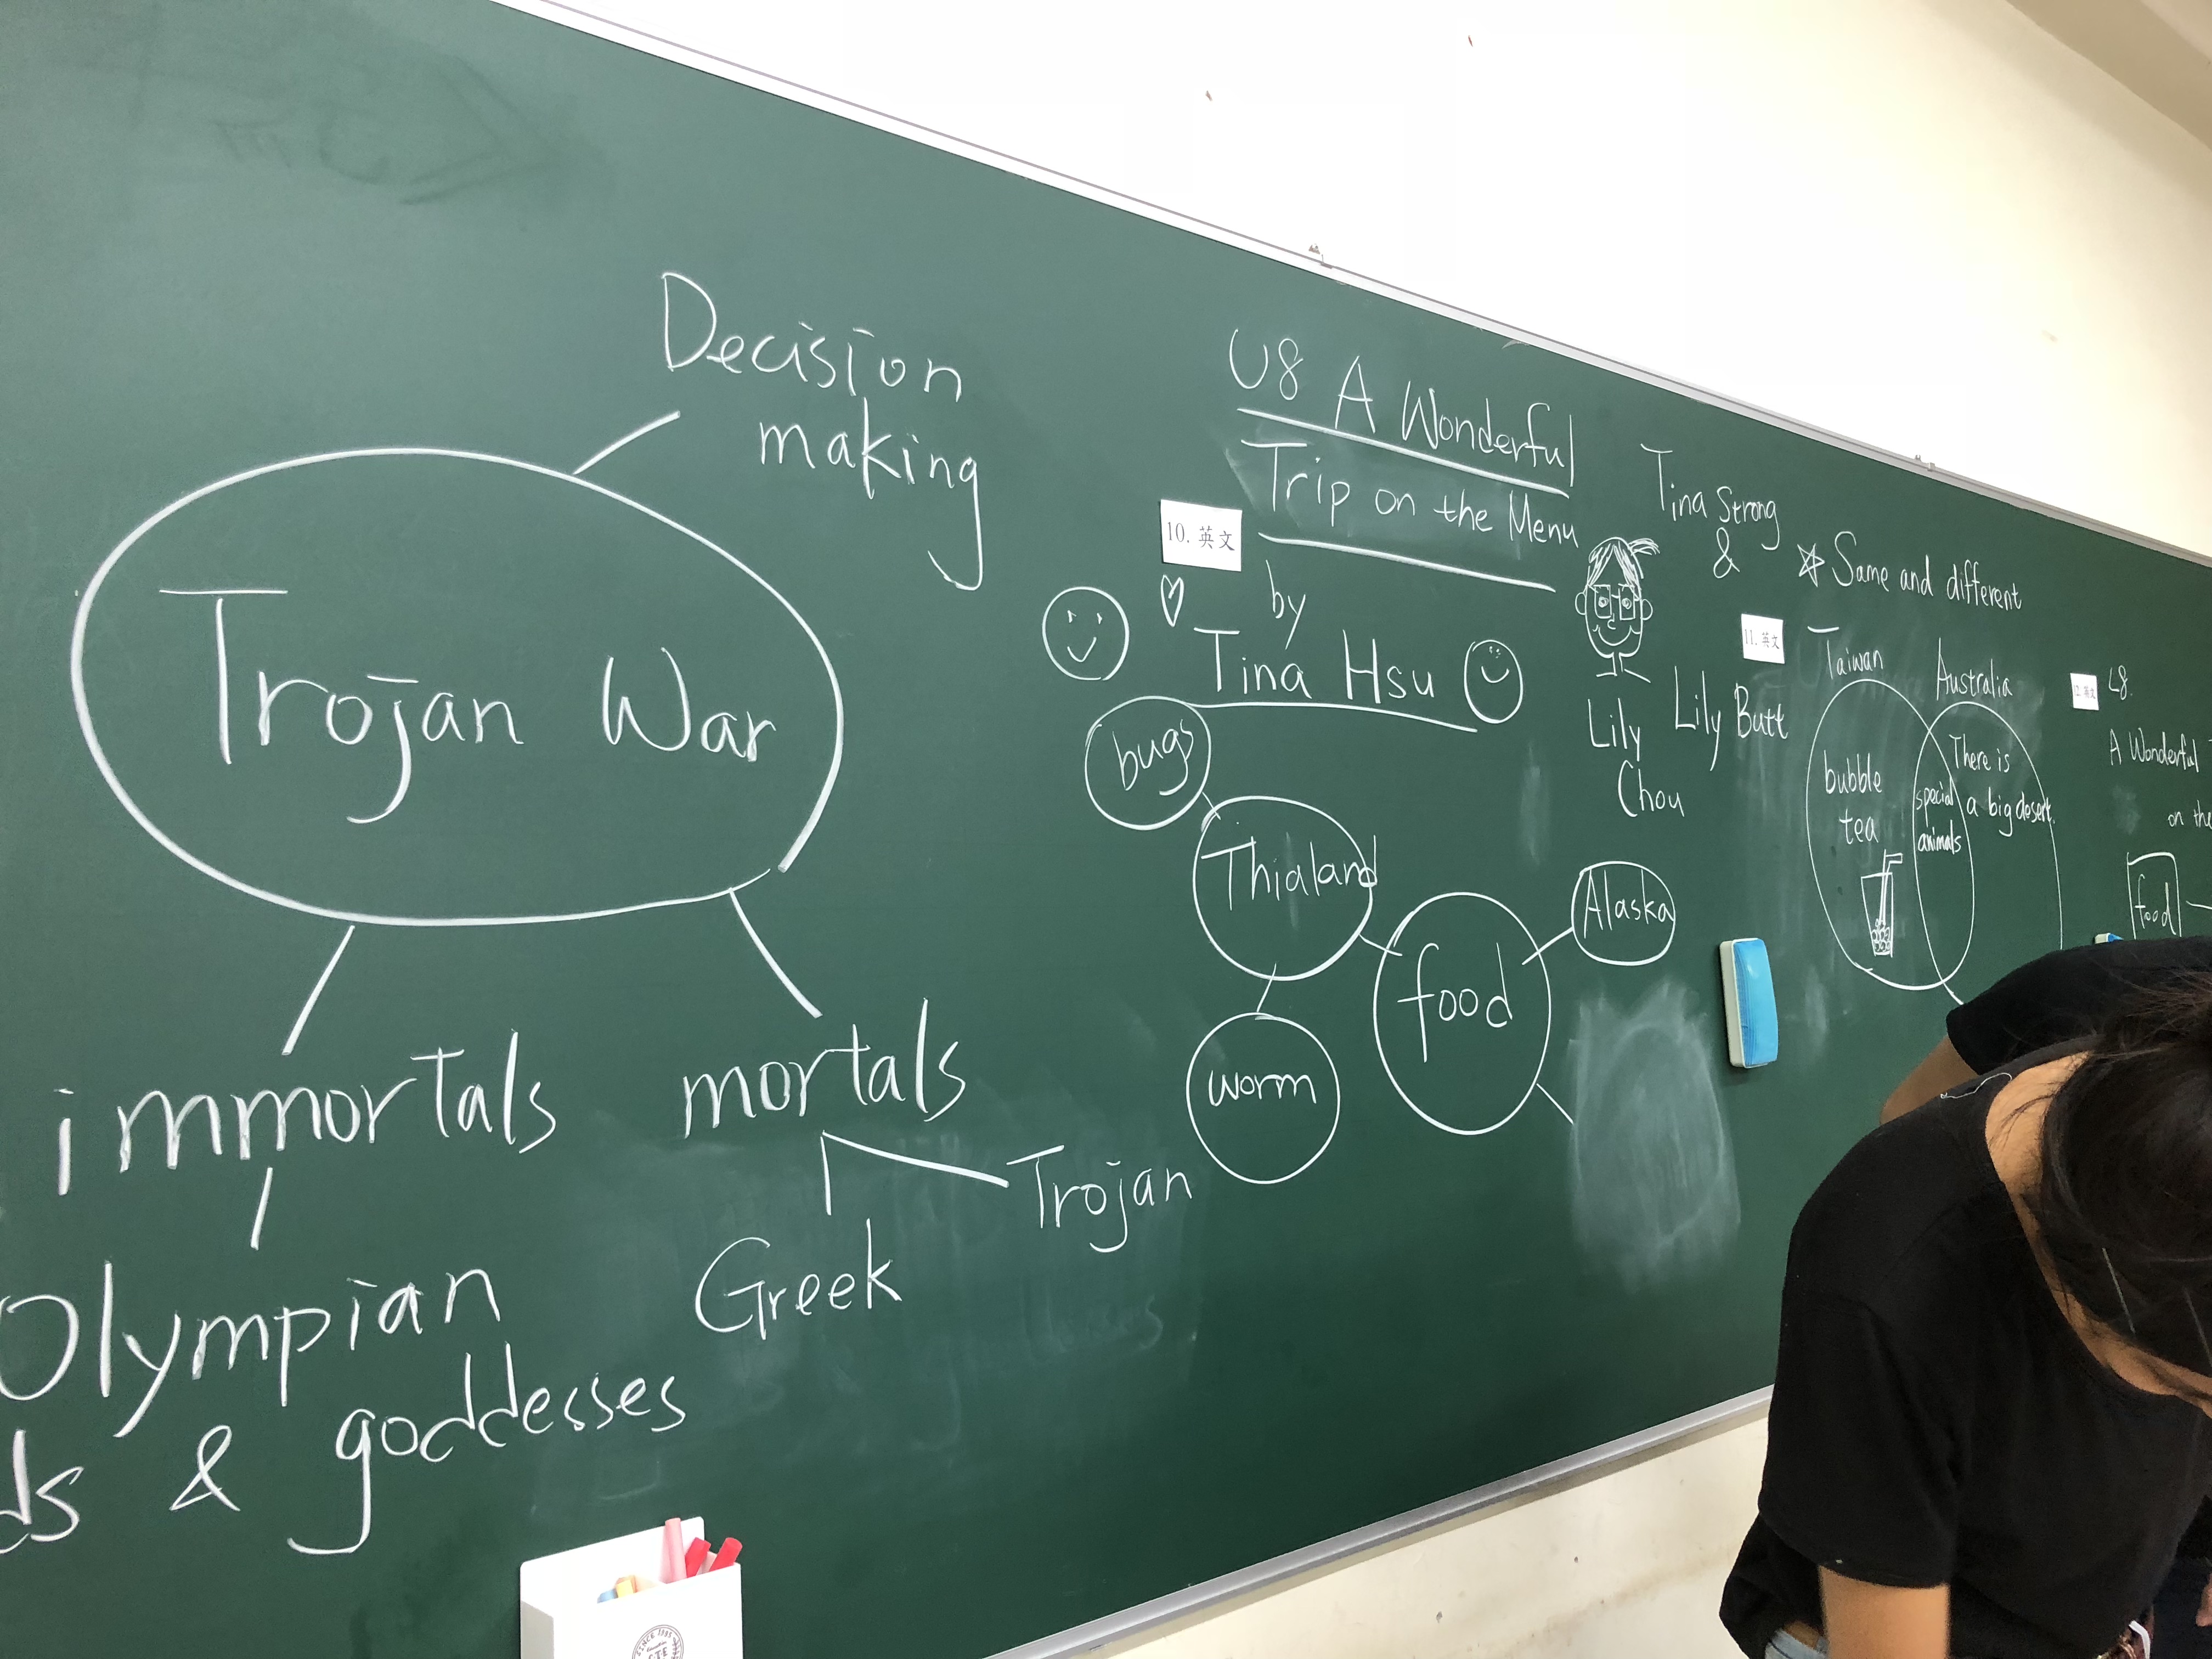 Decision
making
Trojan War
immortals
mortals
Trojan
Greek
Olympian
ds & goddesses
U8 A Wonderful
Trip on the Menu
10. 英文
by
Tina Hsu
bugs
Thialand
worm
food
Alaska
Tina Strong
&
Lily Butt
Lily
Chou
Same and different
11. 英文
Taiwan
Australia
bubble
tea
special
animals
There is
a big desert.
12. 英文
L8.
A Wonderful
on the
food
SINCE 1995